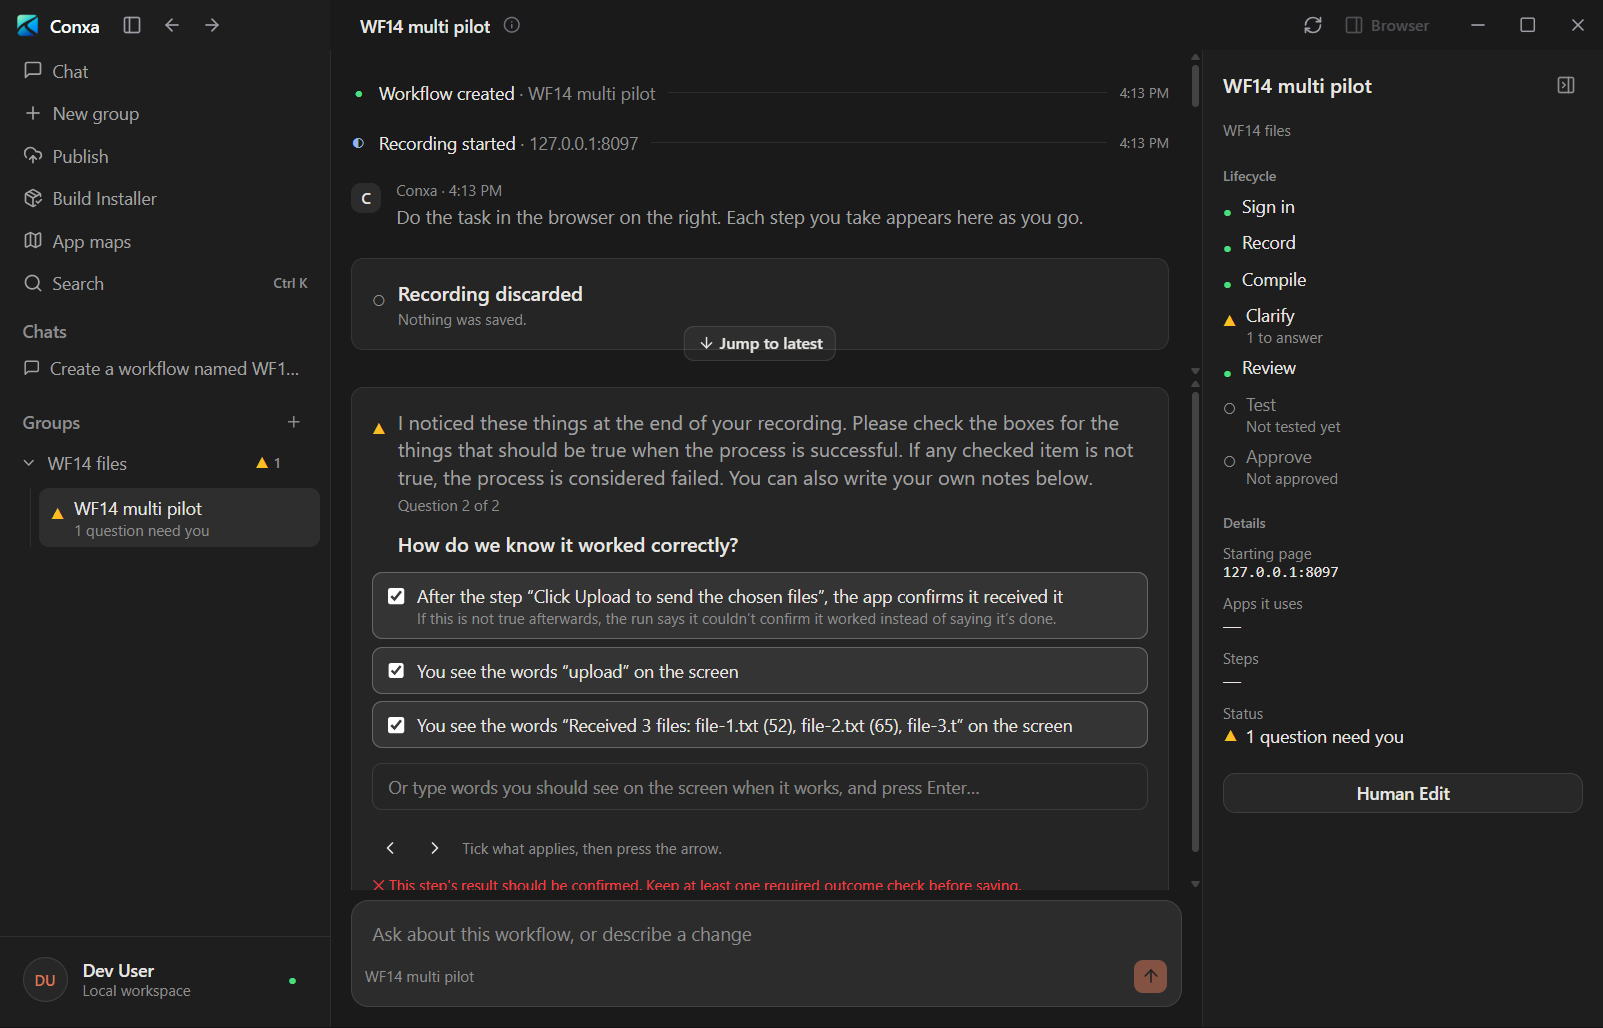 Conxa
Chat
New group
Publish
Build Installer
App maps
Search Ctrl K
Chats
Create a workflow named WF1...
Groups
WF14 files 1
WF14 multi pilot
1 question need you
DU
Dev User
Local workspace
WF14 multi pilot
Browser
Workflow created · WF14 multi pilot 4:13 PM
Recording started · 127.0.0.1:8097 4:13 PM
C
Conxa · 4:13 PM
Do the task in the browser on the right. Each step you take appears here as you go.
Recording discarded
Nothing was saved.
Jump to latest
I noticed these things at the end of your recording. Please check the boxes for the
things that should be true when the process is successful. If any checked item is not
true, the process is considered failed. You can also write your own notes below.
Question 2 of 2
How do we know it worked correctly?
After the step “Click Upload to send the chosen files”, the app confirms it received it
If this is not true afterwards, the run says it couldn’t confirm it worked instead of saying it’s done.
You see the words “upload” on the screen
You see the words “Received 3 files: file-1.txt (52), file-2.txt (65), file-3.t” on the screen
Or type words you should see on the screen when it works, and press Enter...
Tick what applies, then press the arrow.
This step's result should be confirmed. Keep at least one required outcome check before saving.
Ask about this workflow, or describe a change
WF14 multi pilot
WF14 multi pilot
WF14 files
Lifecycle
Sign in
Record
Compile
Clarify
1 to answer
Review
Test
Not tested yet
Approve
Not approved
Details
Starting page
127.0.0.1:8097
Apps it uses
—
Steps
—
Status
1 question need you
Human Edit